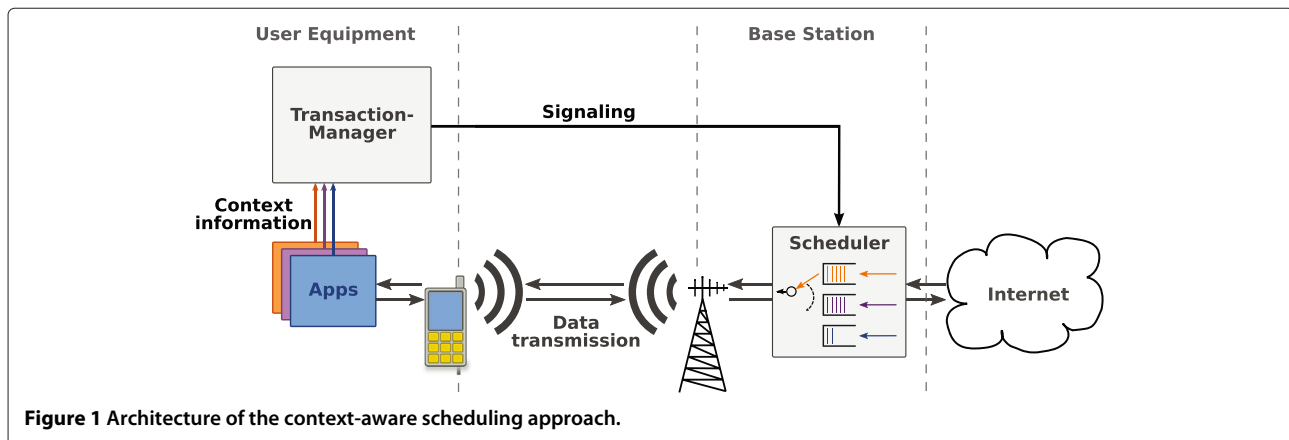 User Equipment
Base Station
Transaction-
Manager
Signaling
Context
information
Apps
Data
transmission
Scheduler
Internet
Figure 1 Architecture of the context-aware scheduling approach.